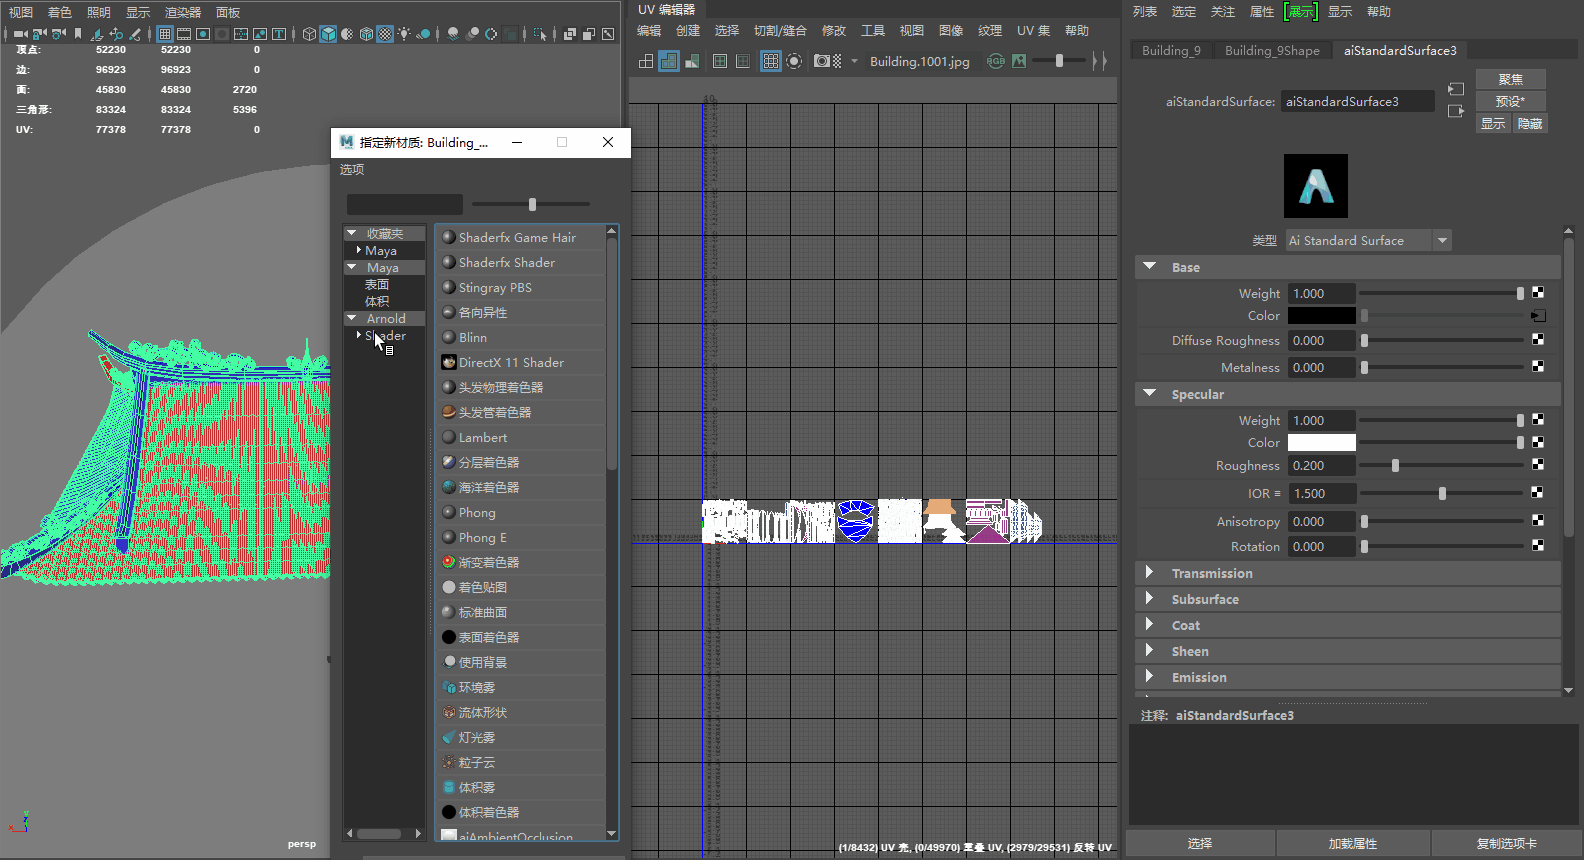 视图 着色 照明 显示 渲染器 面板
顶点: 52230 52230 0
边: 96923 96923 0
面: 45830 45830 2720
三角形: 83324 83324 5396
UV: 77378 77378 0
persp
指定新材质: Building_...
选项
收藏夹
Maya
Maya
表面
体积
Arnold
Shader
Shaderfx Game Hair
Shaderfx Shader
Stingray PBS
各向异性
Blinn
DirectX 11 Shader
头发物理着色器
头发管着色器
Lambert
分层着色器
海洋着色器
Phong
Phong E
渐变着色器
着色贴图
标准曲面
表面着色器
使用背景
环境雾
流体形状
灯光雾
粒子云
体积雾
体积着色器
aiAmbientOcclusion
UV 编辑器
编辑 创建 选择 切割/缝合 修改 工具 视图 图像 纹理 UV 集 帮助
Building.1001.jpg
RGB
(1/8432) UV 壳, (0/49970) 重叠 UV, (2979/29531) 反转 UV
列表 选定 关注 属性 展示 显示 帮助
Building_9 Building_9Shape aiStandardSurface3
aiStandardSurface: aiStandardSurface3
聚焦
预设*
显示 隐藏
类型 Ai Standard Surface
Base
Weight 1.000
Color
Diffuse Roughness 0.000
Metalness 0.000
Specular
Weight 1.000
Color
Roughness 0.200
IOR 1.500
Anisotropy 0.000
Rotation 0.000
Transmission
Subsurface
Coat
Sheen
Emission
注释: aiStandardSurface3
选择 加载属性 复制选项卡